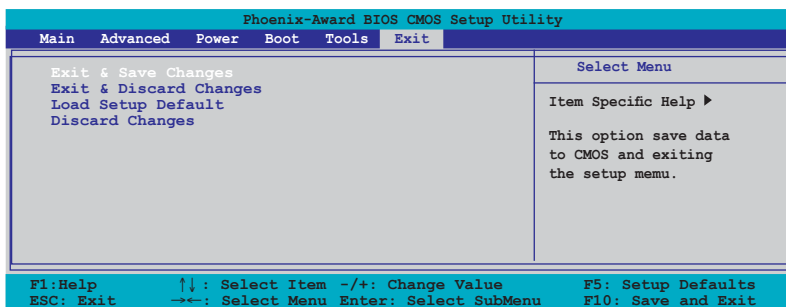 Phoenix-Award BIOS CMOS Setup Utility
Main Advanced Power Boot Tools Exit
Exit & Save Changes
Exit & Discard Changes
Load Setup Default
Discard Changes
Select Menu
Item Specific Help ▶
This option save data
to CMOS and exiting
the setup memu.
F1:Help ↑↓: Select Item -/+: Change Value F5: Setup Defaults
ESC: Exit →←: Select Menu Enter: Select SubMenu F10: Save and Exit